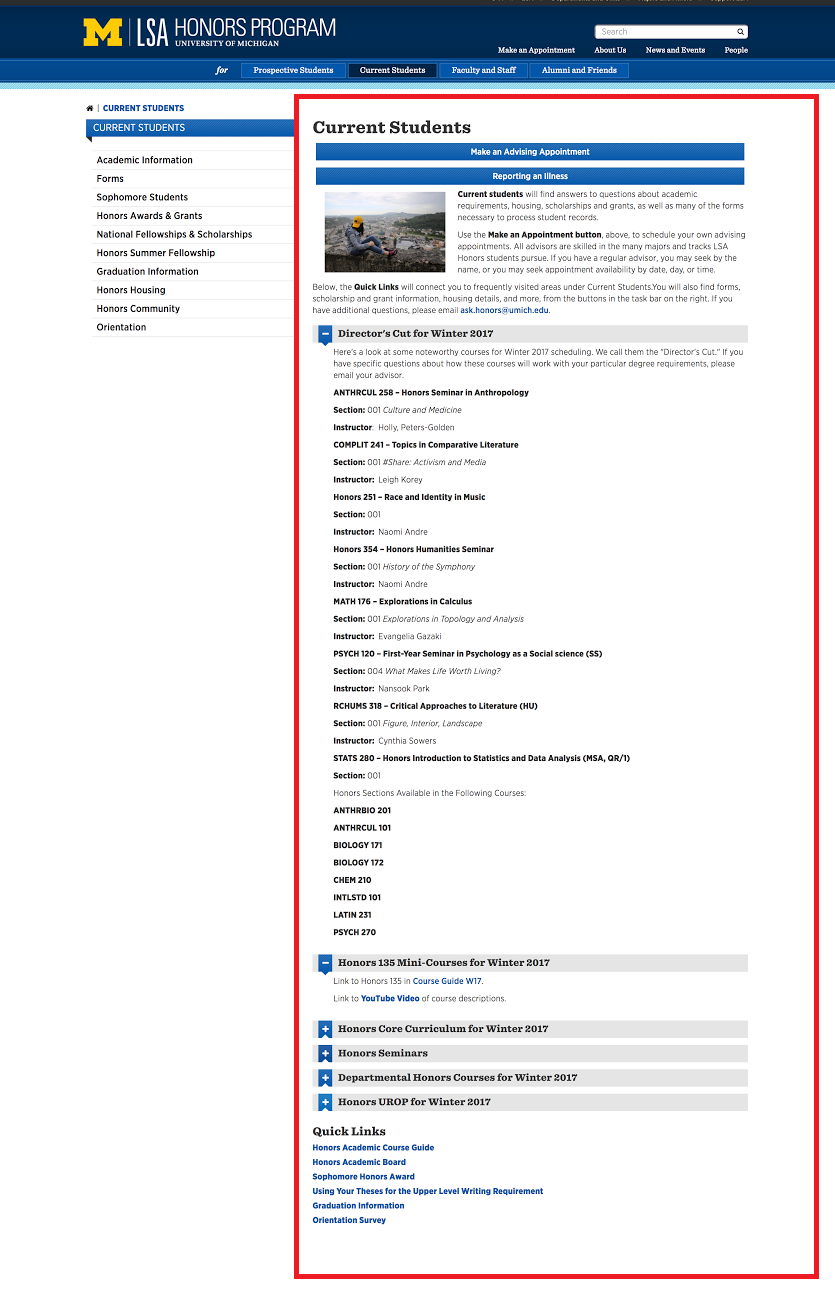 M LSA HONORS PROGRAM
UNIVERSITY OF MICHIGAN
Search
Make an Appointment About Us News and Events People
for Prospective Students Current Students Faculty and Staff Alumni and Friends
| CURRENT STUDENTS
CURRENT STUDENTS
Academic Information
Forms
Sophomore Students
Honors Awards & Grants
National Fellowships & Scholarships
Honors Summer Fellowship
Graduation Information
Honors Housing
Honors Community
Orientation
Current Students
Make an Advising Appointment
Reporting an Illness
Current students will find answers to questions about academic
requirements, housing, scholarships and grants, as well as many of the forms
necessary to process student records.
Use the Make an Appointment button, above, to schedule your own advising
appointments. All advisors are skilled in the many majors and tracks LSA
Honors students pursue. If you have a regular advisor, you may seek by the
name, or you may seek appointment availability by date, day, or time.
Below, the Quick Links will connect you to frequently visited areas under Current Students.You will also find forms,
scholarship and grant information, housing details, and more, from the buttons in the task bar on the right. If you
have additional questions, please email ask.honors@umich.edu.
Director's Cut for Winter 2017
Here's a look at some noteworthy courses for Winter 2017 scheduling. We call them the "Director's Cut." If you
have specific questions about how these courses will work with your particular degree requirements, please
email your advisor.
ANTHRCUL 258 – Honors Seminar in Anthropology
Section: 001 Culture and Medicine
Instructor: Holly, Peters-Golden
COMPLIT 241 – Topics in Comparative Literature
Section: 001 #Share: Activism and Media
Instructor: Leigh Korey
Honors 251 – Race and Identity in Music
Section: 001
Instructor: Naomi Andre
Honors 354 – Honors Humanities Seminar
Section: 001 History of the Symphony
Instructor: Naomi Andre
MATH 176 – Explorations in Calculus
Section: 001 Explorations in Topology and Analysis
Instructor: Evangelia Gazaki
PSYCH 120 – First-Year Seminar in Psychology as a Social science (SS)
Section: 004 What Makes Life Worth Living?
Instructor: Nansook Park
RCHUMS 318 – Critical Approaches to Literature (HU)
Section: 001 Figure, Interior, Landscape
Instructor: Cynthia Sowers
STATS 280 – Honors Introduction to Statistics and Data Analysis (MSA, QR/1)
Section: 001
Honors Sections Available in the Following Courses:
ANTHRBIO 201
ANTHRCUL 101
BIOLOGY 171
BIOLOGY 172
CHEM 210
INTLSTD 101
LATIN 231
PSYCH 270
Honors 135 Mini-Courses for Winter 2017
Link to Honors 135 in Course Guide W17.
Link to YouTube Video of course descriptions.
Honors Core Curriculum for Winter 2017
Honors Seminars
Departmental Honors Courses for Winter 2017
Honors UROP for Winter 2017
Quick Links
Honors Academic Course Guide
Honors Academic Board
Sophomore Honors Award
Using Your Theses for the Upper Level Writing Requirement
Graduation Information
Orientation Survey